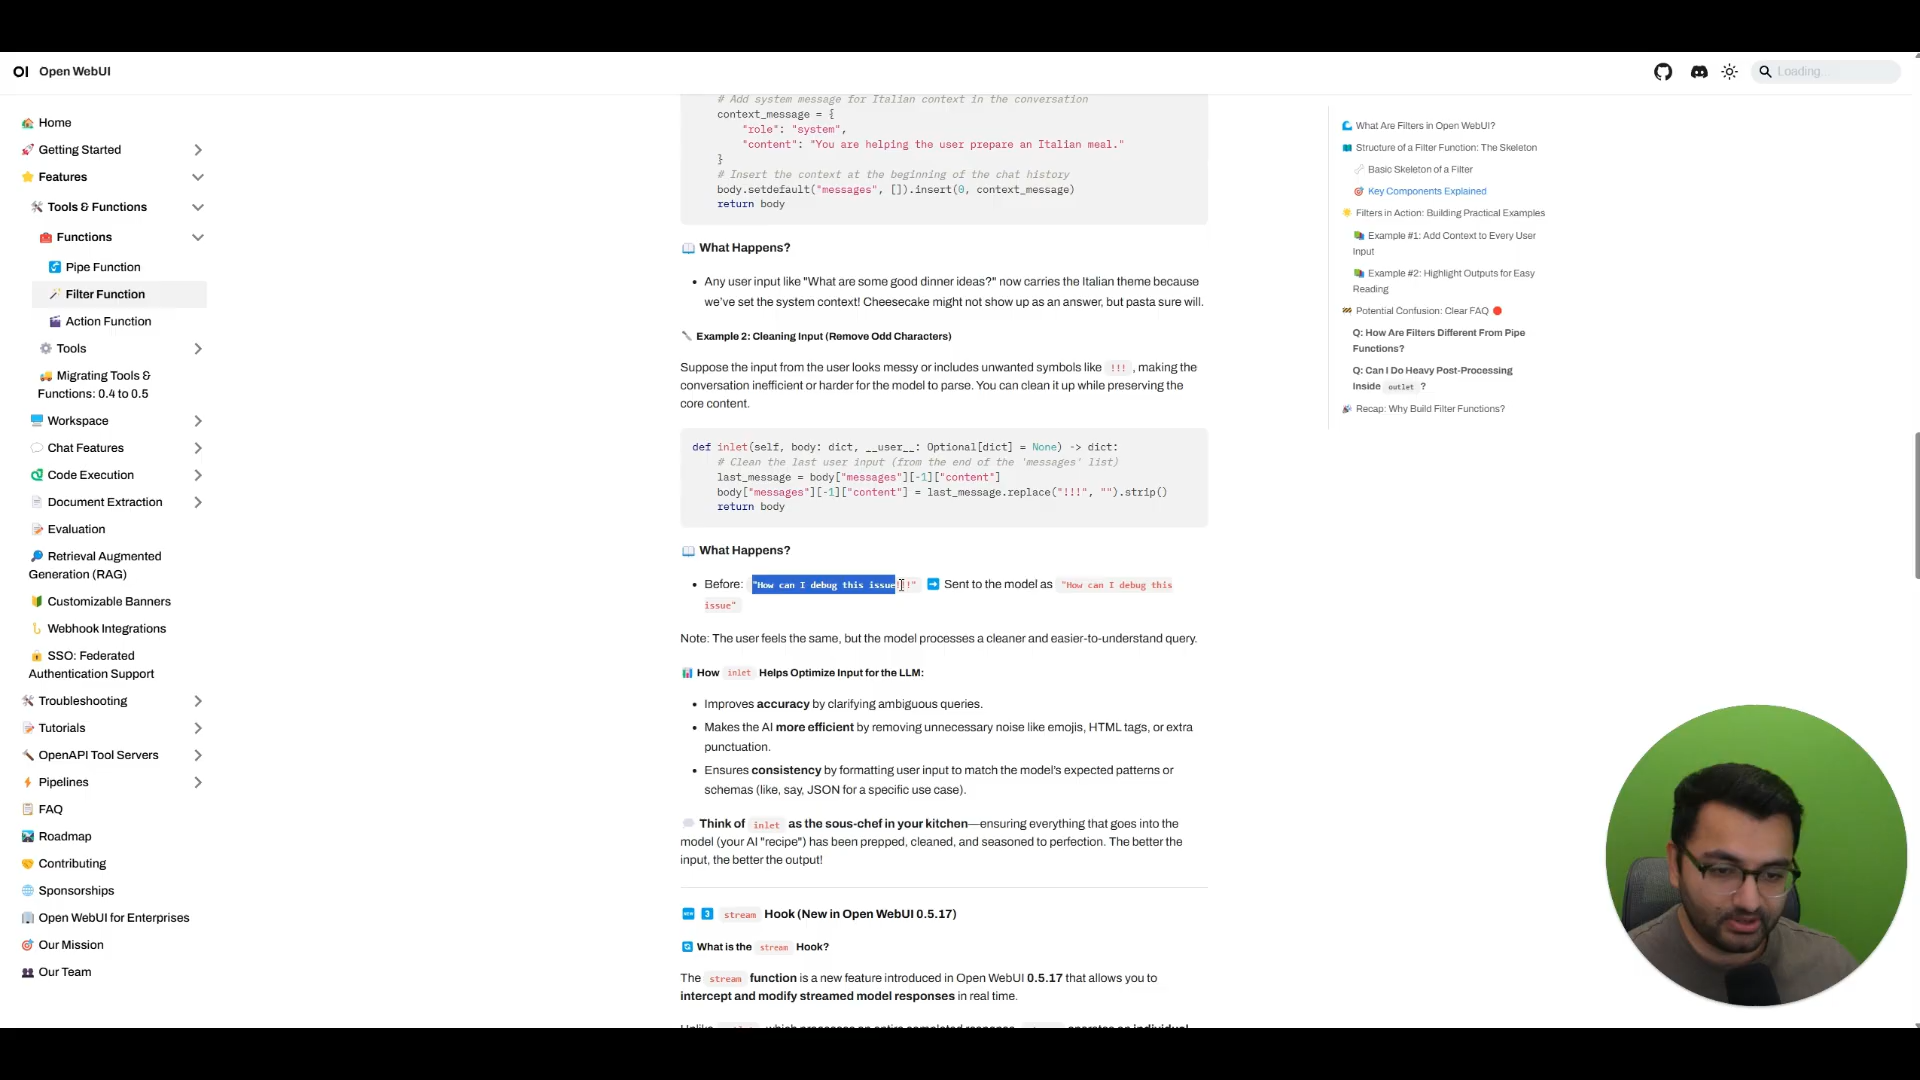 OI Open WebUI
Loading...
Home
Getting Started
Features
Tools & Functions
Functions
Pipe Function
Filter Function
Action Function
Tools
Migrating Tools &
Functions: 0.4 to 0.5
Workspace
Chat Features
Code Execution
Document Extraction
Evaluation
Retrieval Augmented
Generation (RAG)
Customizable Banners
Webhook Integrations
SSO: Federated
Authentication Support
Troubleshooting
Tutorials
OpenAPI Tool Servers
Pipelines
FAQ
Roadmap
Contributing
Sponsorships
Open WebUI for Enterprises
Our Mission
Our Team
# Add system message for Italian context in the conversation
context_message = {
"role": "system",
"content": "You are helping the user prepare an Italian meal."
}
# Insert the context at the beginning of the chat history
body.setdefault("messages", []).insert(0, context_message)
return body
What Happens?
Any user input like "What are some good dinner ideas?" now carries the Italian theme because
we've set the system context! Cheesecake might not show up as an answer, but pasta sure will.
Example 2: Cleaning Input (Remove Odd Characters)
Suppose the input from the user looks messy or includes unwanted symbols like !!!, making the
conversation inefficient or harder for the model to parse. You can clean it up while preserving the
core content.
def inlet(self, body: dict, __user__: Optional[dict] = None) -> dict:
# Clean the last user input (from the end of the 'messages' list)
last_message = body["messages"][-1]["content"]
body["messages"][-1]["content"] = last_message.replace("!!!", "").strip()
return body
What Happens?
Before: "How can I debug this issue!!!" ➡ Sent to the model as "How can I debug this
issue"
Note: The user feels the same, but the model processes a cleaner and easier-to-understand query.
How inlet Helps Optimize Input for the LLM:
Improves accuracy by clarifying ambiguous queries.
Makes the AI more efficient by removing unnecessary noise like emojis, HTML tags, or extra
punctuation.
Ensures consistency by formatting user input to match the model's expected patterns or
schemas (like, say, JSON for a specific use case).
Think of inlet as the sous-chef in your kitchen—ensuring everything that goes into the
model (your AI "recipe") has been prepped, cleaned, and seasoned to perfection. The better the
input, the better the output!
NEW 3 stream Hook (New in Open WebUI 0.5.17)
What is the stream Hook?
The stream function is a new feature introduced in Open WebUI 0.5.17 that allows you to
intercept and modify streamed model responses in real time.
What Are Filters in Open WebUI?
Structure of a Filter Function: The Skeleton
Basic Skeleton of a Filter
Key Components Explained
Filters in Action: Building Practical Examples
Example #1: Add Context to Every User
Input
Example #2: Highlight Outputs for Easy
Reading
Potential Confusion: Clear FAQ
Q: How Are Filters Different From Pipe
Functions?
Q: Can I Do Heavy Post-Processing
Inside outlet ?
Recap: Why Build Filter Functions?